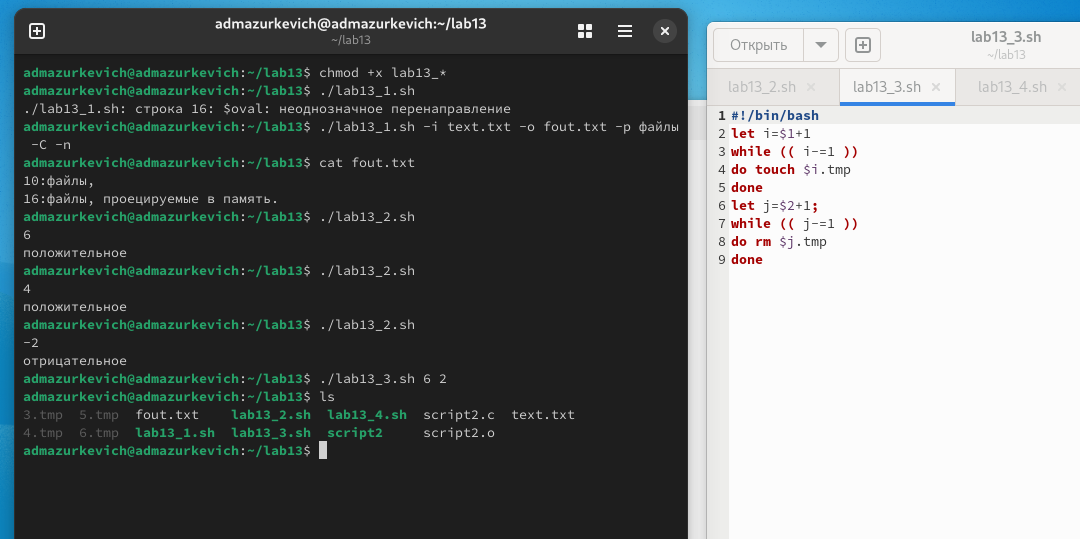 admazurkevich@admazurkevich:~/lab13
~/lab13
admazurkevich@admazurkevich:~/lab13$ chmod +x lab13_*
admazurkevich@admazurkevich:~/lab13$ ./lab13_1.sh
./lab13_1.sh: строка 16: $oval: неоднозначное перенаправление
admazurkevich@admazurkevich:~/lab13$ ./lab13_1.sh -i text.txt -o fout.txt -p файлы
-C -n
admazurkevich@admazurkevich:~/lab13$ cat fout.txt
10:файлы,
16:файлы, проецируемые в память.
admazurkevich@admazurkevich:~/lab13$ ./lab13_2.sh
6
положительное
admazurkevich@admazurkevich:~/lab13$ ./lab13_2.sh
4
положительное
admazurkevich@admazurkevich:~/lab13$ ./lab13_2.sh
-2
отрицательное
admazurkevich@admazurkevich:~/lab13$ ./lab13_3.sh 6 2
admazurkevich@admazurkevich:~/lab13$ ls
3.tmp 5.tmp fout.txt lab13_2.sh lab13_4.sh script2.c text.txt
4.tmp 6.tmp lab13_1.sh lab13_3.sh script2 script2.o
admazurkevich@admazurkevich:~/lab13$
Открыть
lab13_3.sh
~/lab13
lab13_2.sh × lab13_3.sh × lab13_4.sh ×
1 #!/bin/bash
2 let i=$1+1
3 while (( i-=1 ))
4 do touch $i.tmp
5 done
6 let j=$2+1;
7 while (( j-=1 ))
8 do rm $j.tmp
9 done